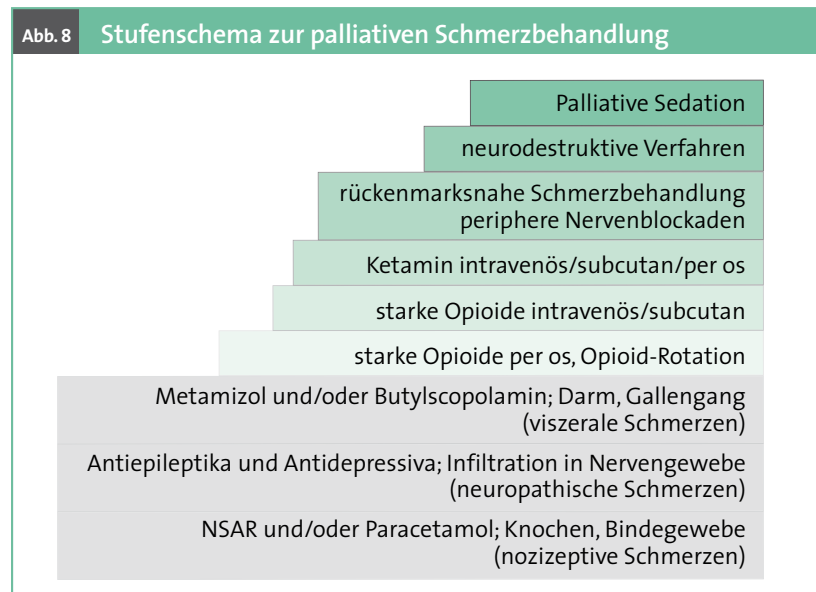 Abb. 8 Stufenschema zur palliativen Schmerzbehandlung
Palliative Sedation
neurodestruktive Verfahren
rückenmarksnahe Schmerzbehandlung
periphere Nervenblockaden
Ketamin intravenös/subcutan/per os
starke Opioide intravenös/subcutan
starke Opioide per os, Opioid-Rotation
Metamizol und/oder Butylscopolamin; Darm, Gallengang
(viszerale Schmerzen)
Antiepileptika und Antidepressiva; Infiltration in Nervengewebe
(neuropathische Schmerzen)
NSAR und/oder Paracetamol; Knochen, Bindegewebe
(nozizeptive Schmerzen)